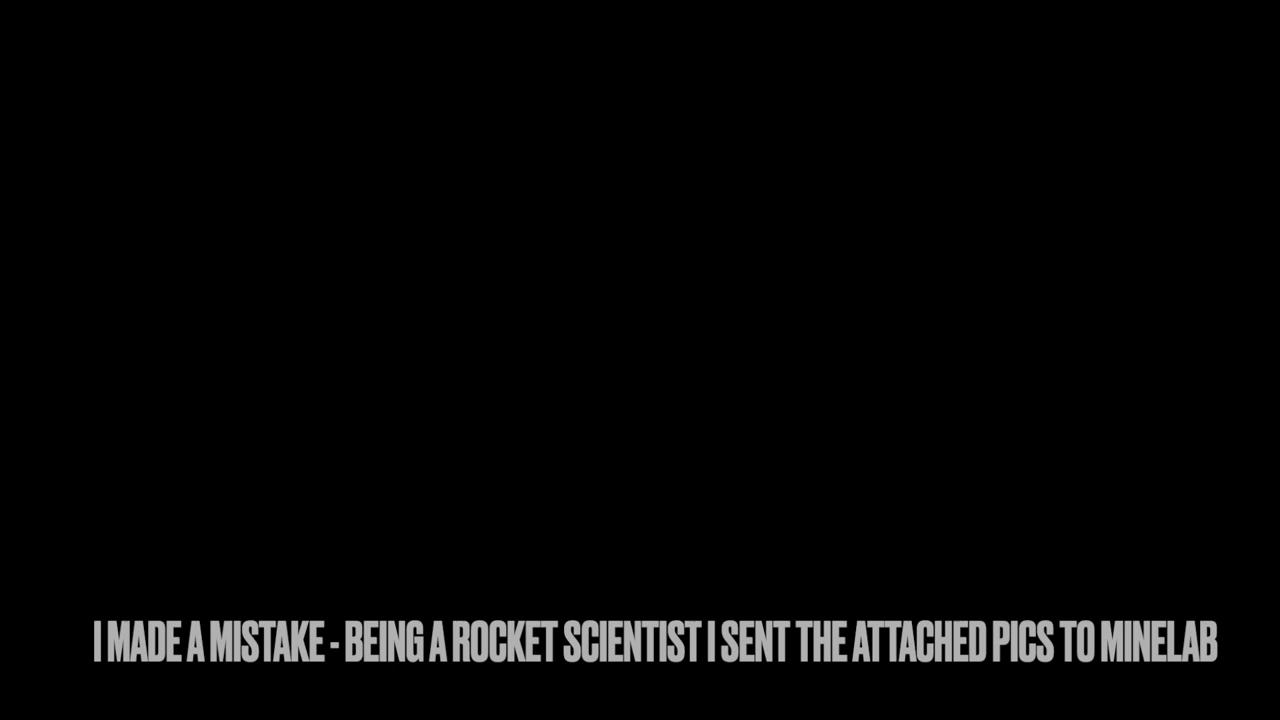 I MADE A MISTAKE - BEING A ROCKET SCIENTIST I SENT THE ATTACHED PICS TO MINELAB